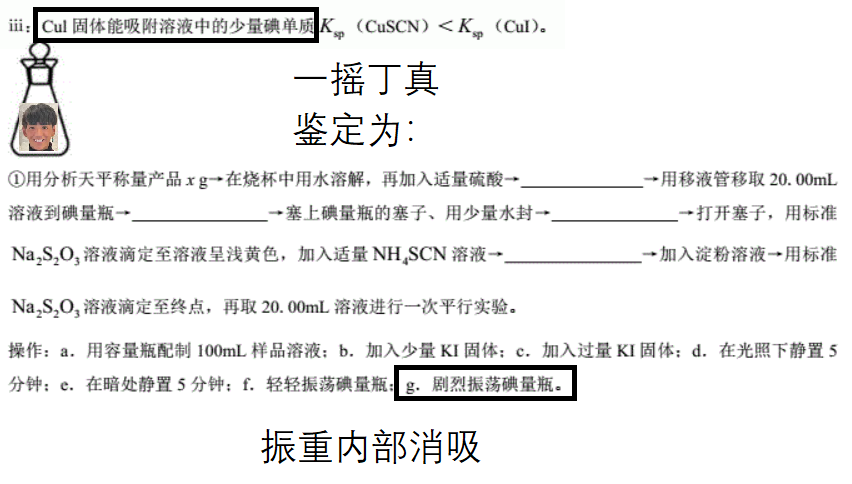 iii：CuI 固体能吸附溶液中的少量碘单质 Ksp（CuSCN）＜Ksp（CuI）。
一摇丁真
鉴定为：
①用分析天平称量产品 x g→在烧杯中用水溶解，再加入适量硫酸→______→用移液管移取 20.00mL
溶液到碘量瓶→______→塞上碘量瓶的塞子、用少量水封→______→打开塞子，用标准
Na₂S₂O₃ 溶液滴定至溶液呈浅黄色，加入适量 NH₄SCN 溶液→______→加入淀粉溶液→用标准
Na₂S₂O₃ 溶液滴定至终点，再取 20.00mL 溶液进行一次平行实验。
操作：a．用容量瓶配制 100mL 样品溶液；b．加入少量 KI 固体；c．加入过量 KI 固体；d．在光照下静置 5
分钟；e．在暗处静置 5 分钟；f．轻轻振荡碘量瓶；g．剧烈振荡碘量瓶。
振重内部消吸